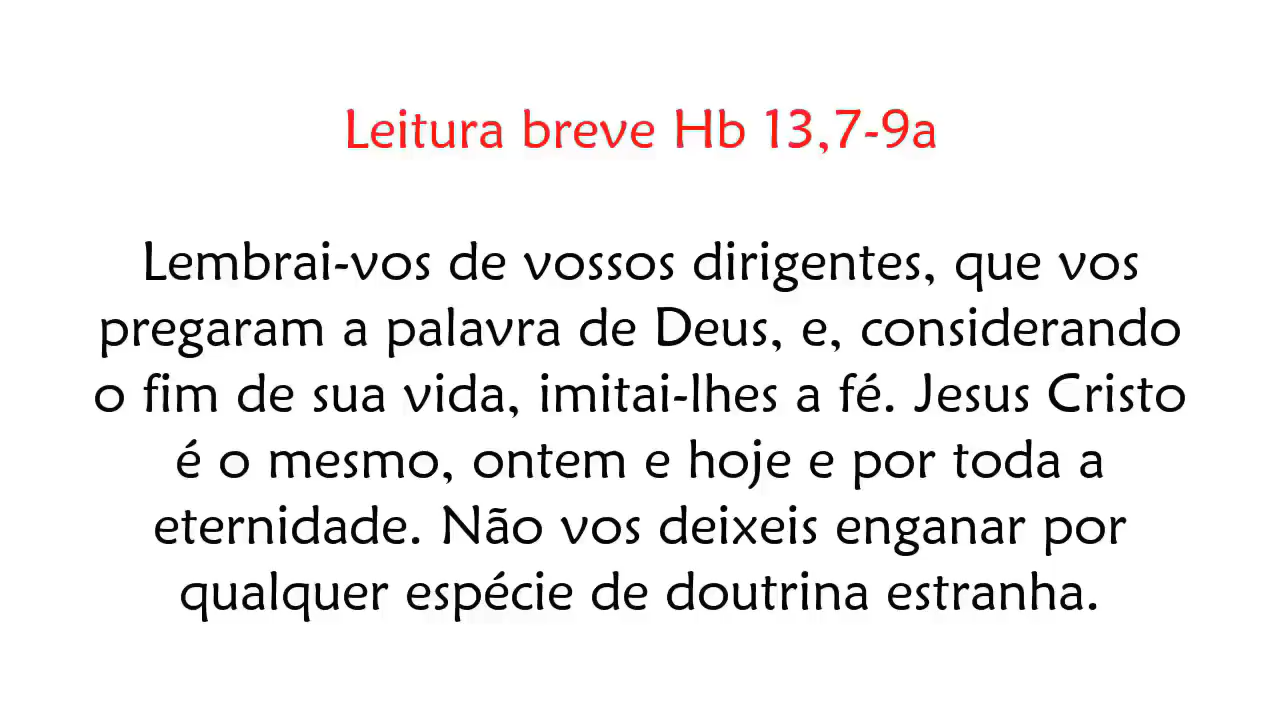 Leitura breve Hb 13,7-9a
Lembrai-vos de vossos dirigentes, que vos
pregaram a palavra de Deus, e, considerando
o fim de sua vida, imitai-lhes a fé. Jesus Cristo
é o mesmo, ontem e hoje e por toda a
eternidade. Não vos deixeis enganar por
qualquer espécie de doutrina estranha.